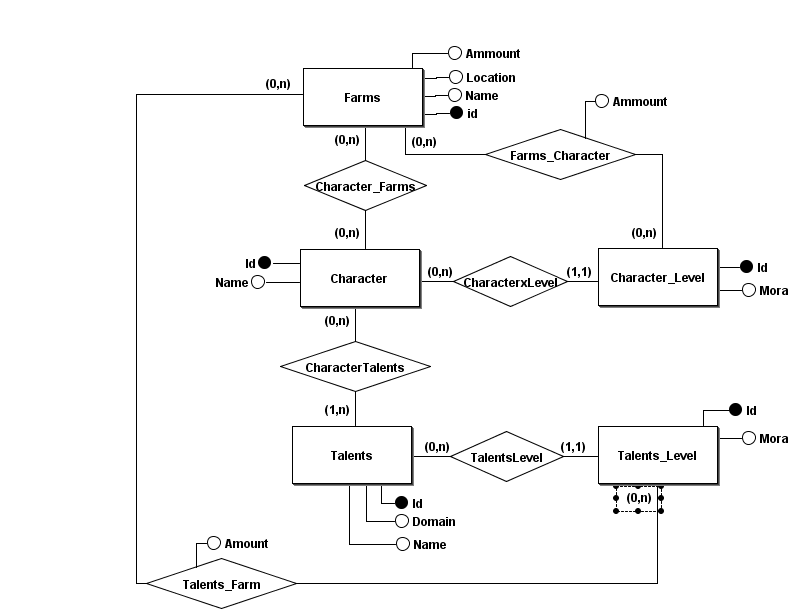 Ammount
(0,n)
Location
Farms
Name
Ammount
id
(0,n)
(0,n)
Farms_Character
Character_Farms
(0,n)
(0,n)
Id
Character
(0,n)
CharacterxLevel
(1,1)
Character_Level
Id
Name
Mora
(0,n)
CharacterTalents
(1,n)
Id
Talents
(0,n)
TalentsLevel
(1,1)
Talents_Level
Mora
(0,n)
Id
Domain
Name
Amount
Talents_Farm